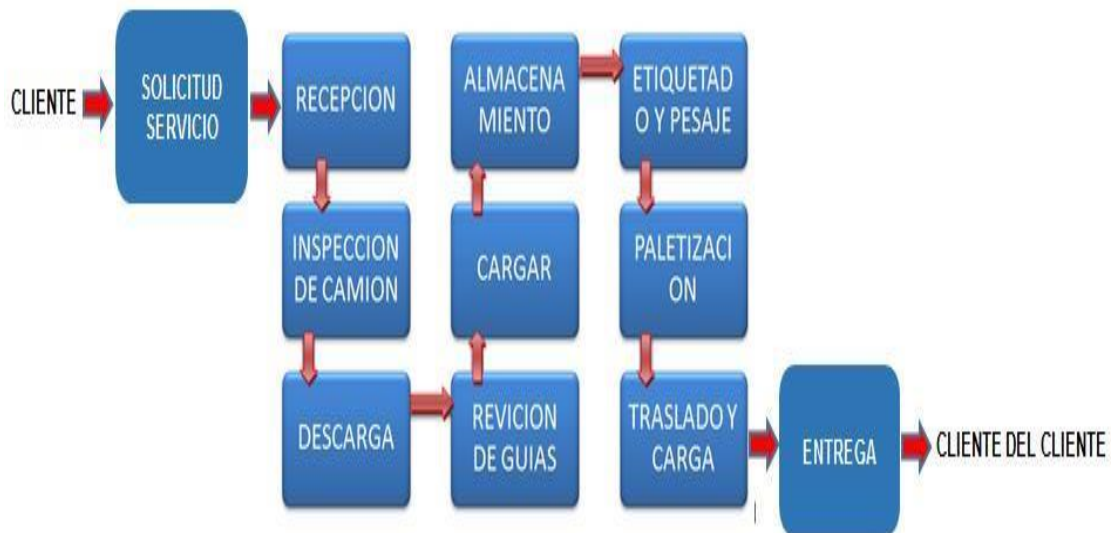 CLIENTE
SOLICITUD
SERVICIO
RECEPCION
INSPECCION
DE CAMION
DESCARGA
REVICION
DE GUIAS
CARGAR
ALMACENA
MIENTO
ETIQUETAD
O Y PESAJE
PALETIZACI
ON
TRASLADO Y
CARGA
ENTREGA
CLIENTE DEL CLIENTE